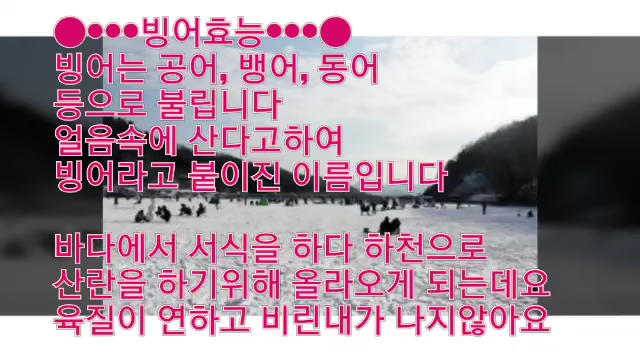 ●●●●빙어효능●●●●
빙어는 공어, 뱅어, 동어
등으로 불립니다
얼음속에 산다고하여
빙어라고 붙이진 이름입니다
바다에서 서식을 하다 하천으로
산란을 하기위해 올라오게 되는데요
육질이 연하고 비린내가 나지않아요